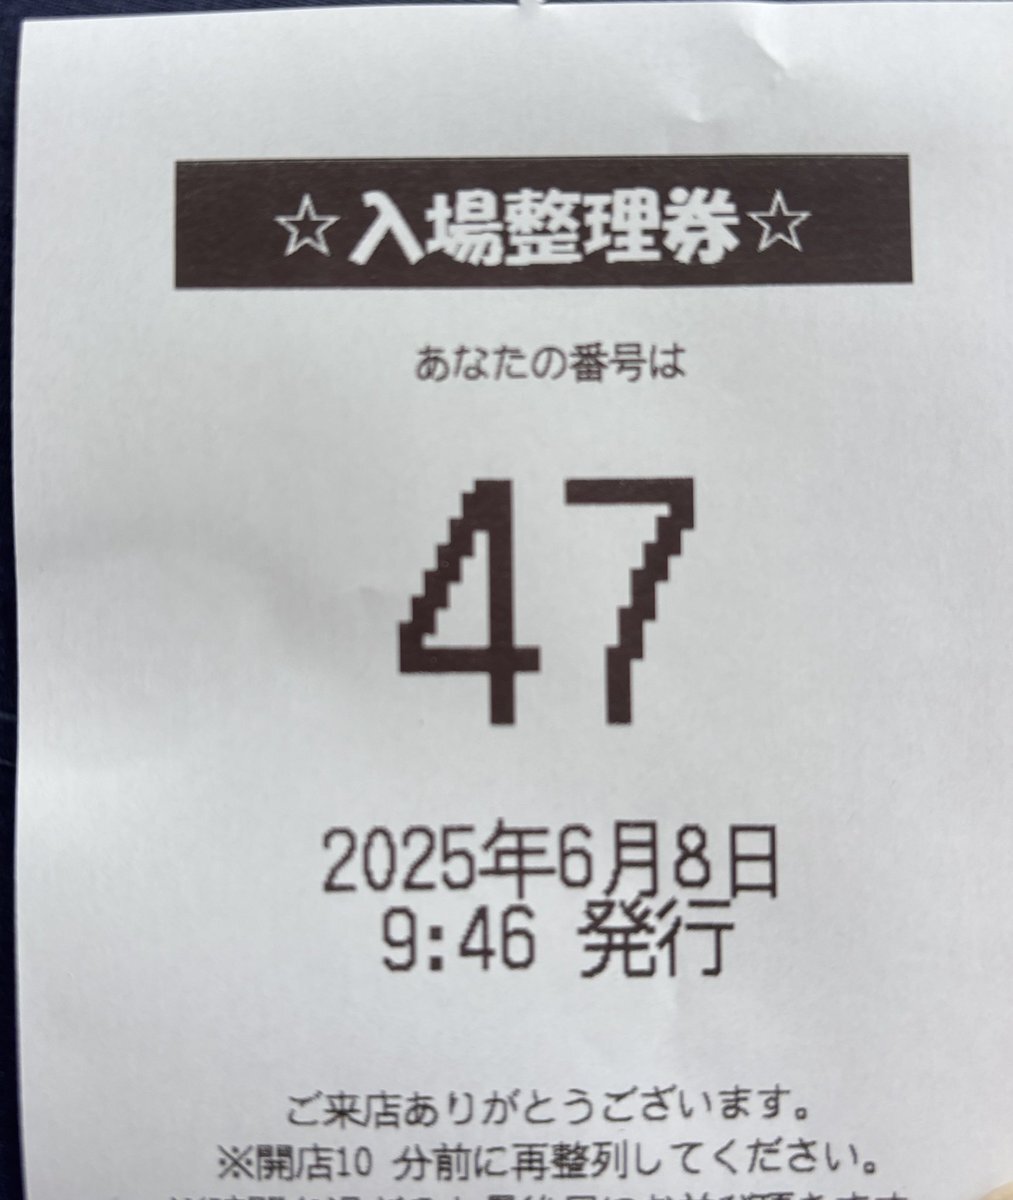 ☆入場整理券☆
あなたの番号は
47
2025年6月8日
9:46 発行
ご来店ありがとうございます。
※開店10 分前に再整列してください。